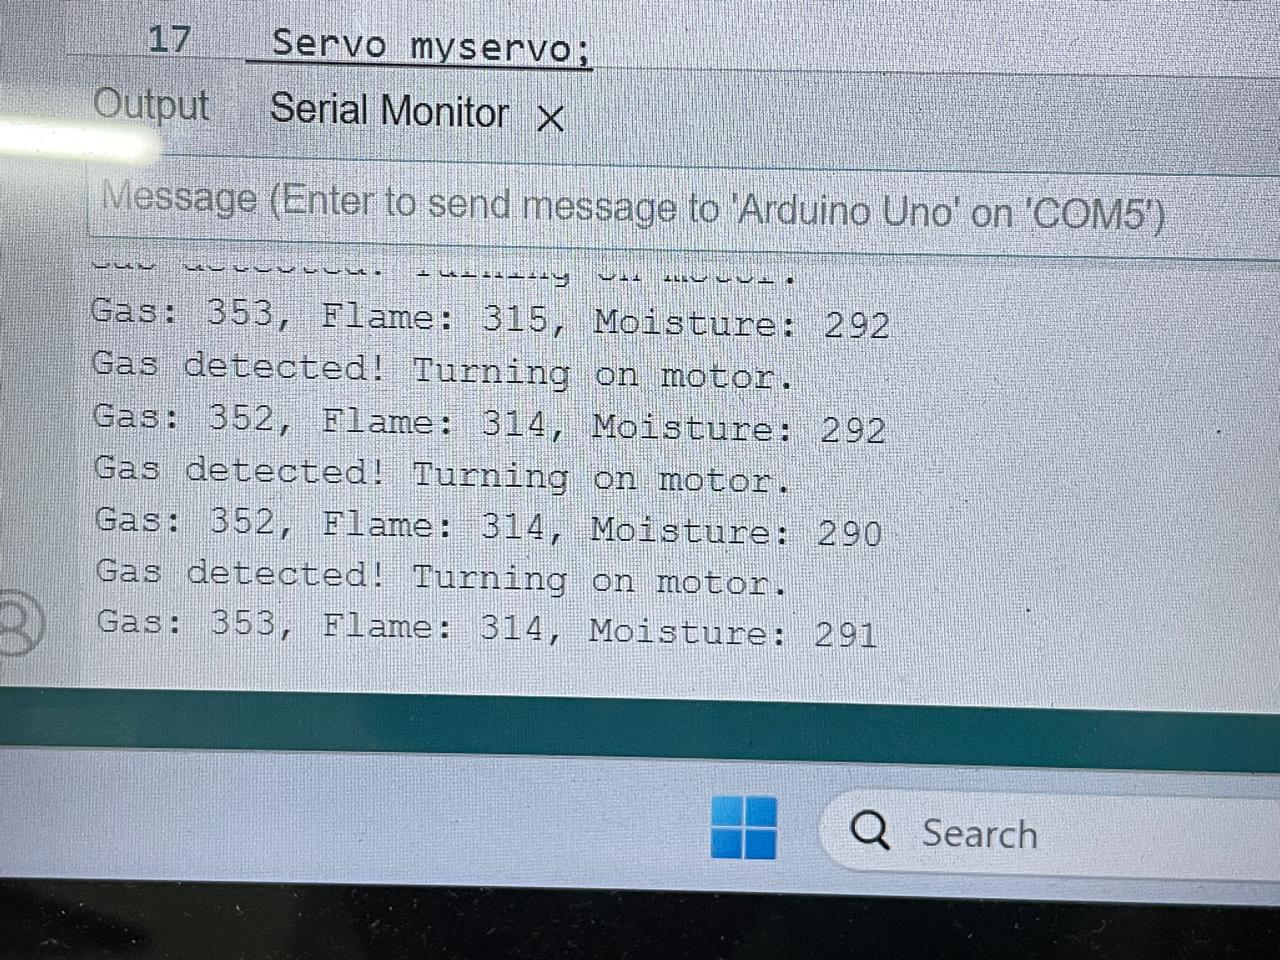 17 Servo myservo;
Output Serial Monitor ×
Message (Enter to send message to 'Arduino Uno' on 'COM5')
Gas: 353, Flame: 315, Moisture: 292
Gas detected! Turning on motor.
Gas: 352, Flame: 314, Moisture: 292
Gas detected! Turning on motor.
Gas: 352, Flame: 314, Moisture: 290
Gas detected! Turning on motor.
Gas: 353, Flame: 314, Moisture: 291
Search